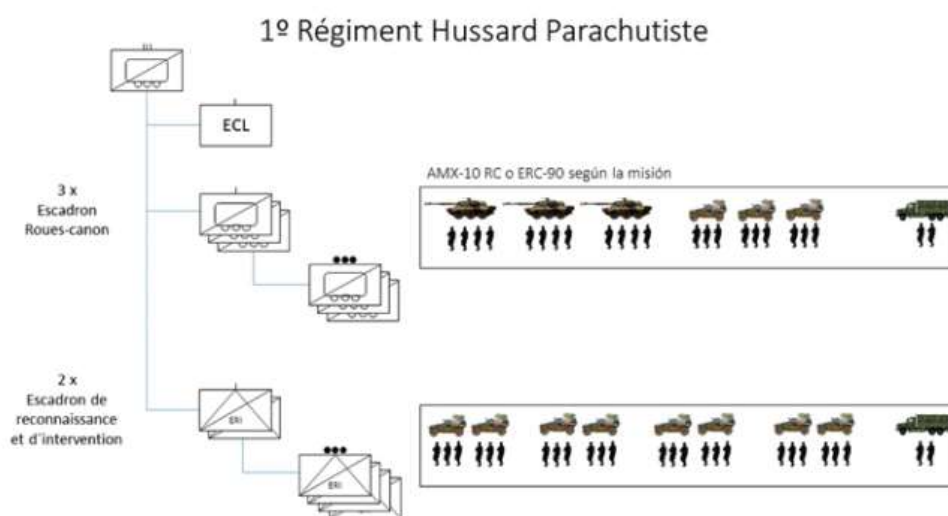 1º Régiment Hussard Parachutiste
III
I
ECL
3 x
Escadron
Roues-canon
I
AMX-10 RC o ERC-90 según la misión
2 x
Escadron de
reconnaissance
et d´intervention
I
ERI
ERI